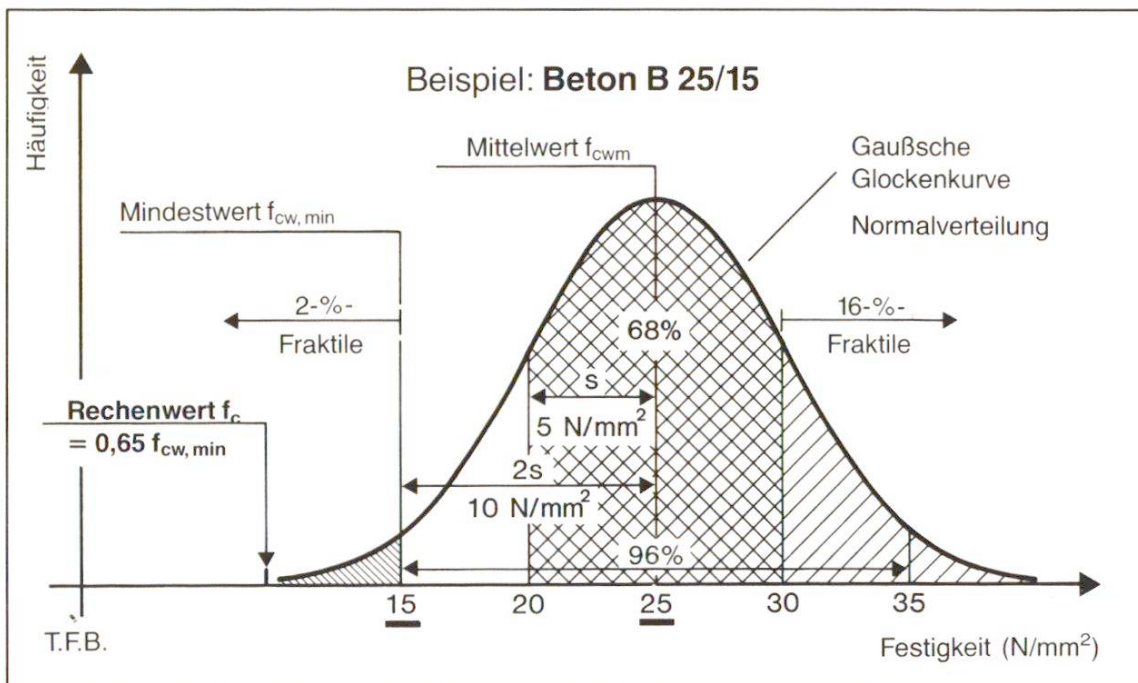 Häufigkeit
Beispiel: Beton B 25/15
Mittelwert f_cwm
Gaußsche
Glockenkurve
Normalverteilung
Mindestwert f_cw, min
2-%-
Fraktile
68%
16-%-
Fraktile
s
5 N/mm²
Rechenwert f_c
= 0,65 f_cw, min
2s
10 N/mm²
96%
15
20
25
30
35
T.F.B.
Festigkeit (N/mm²)